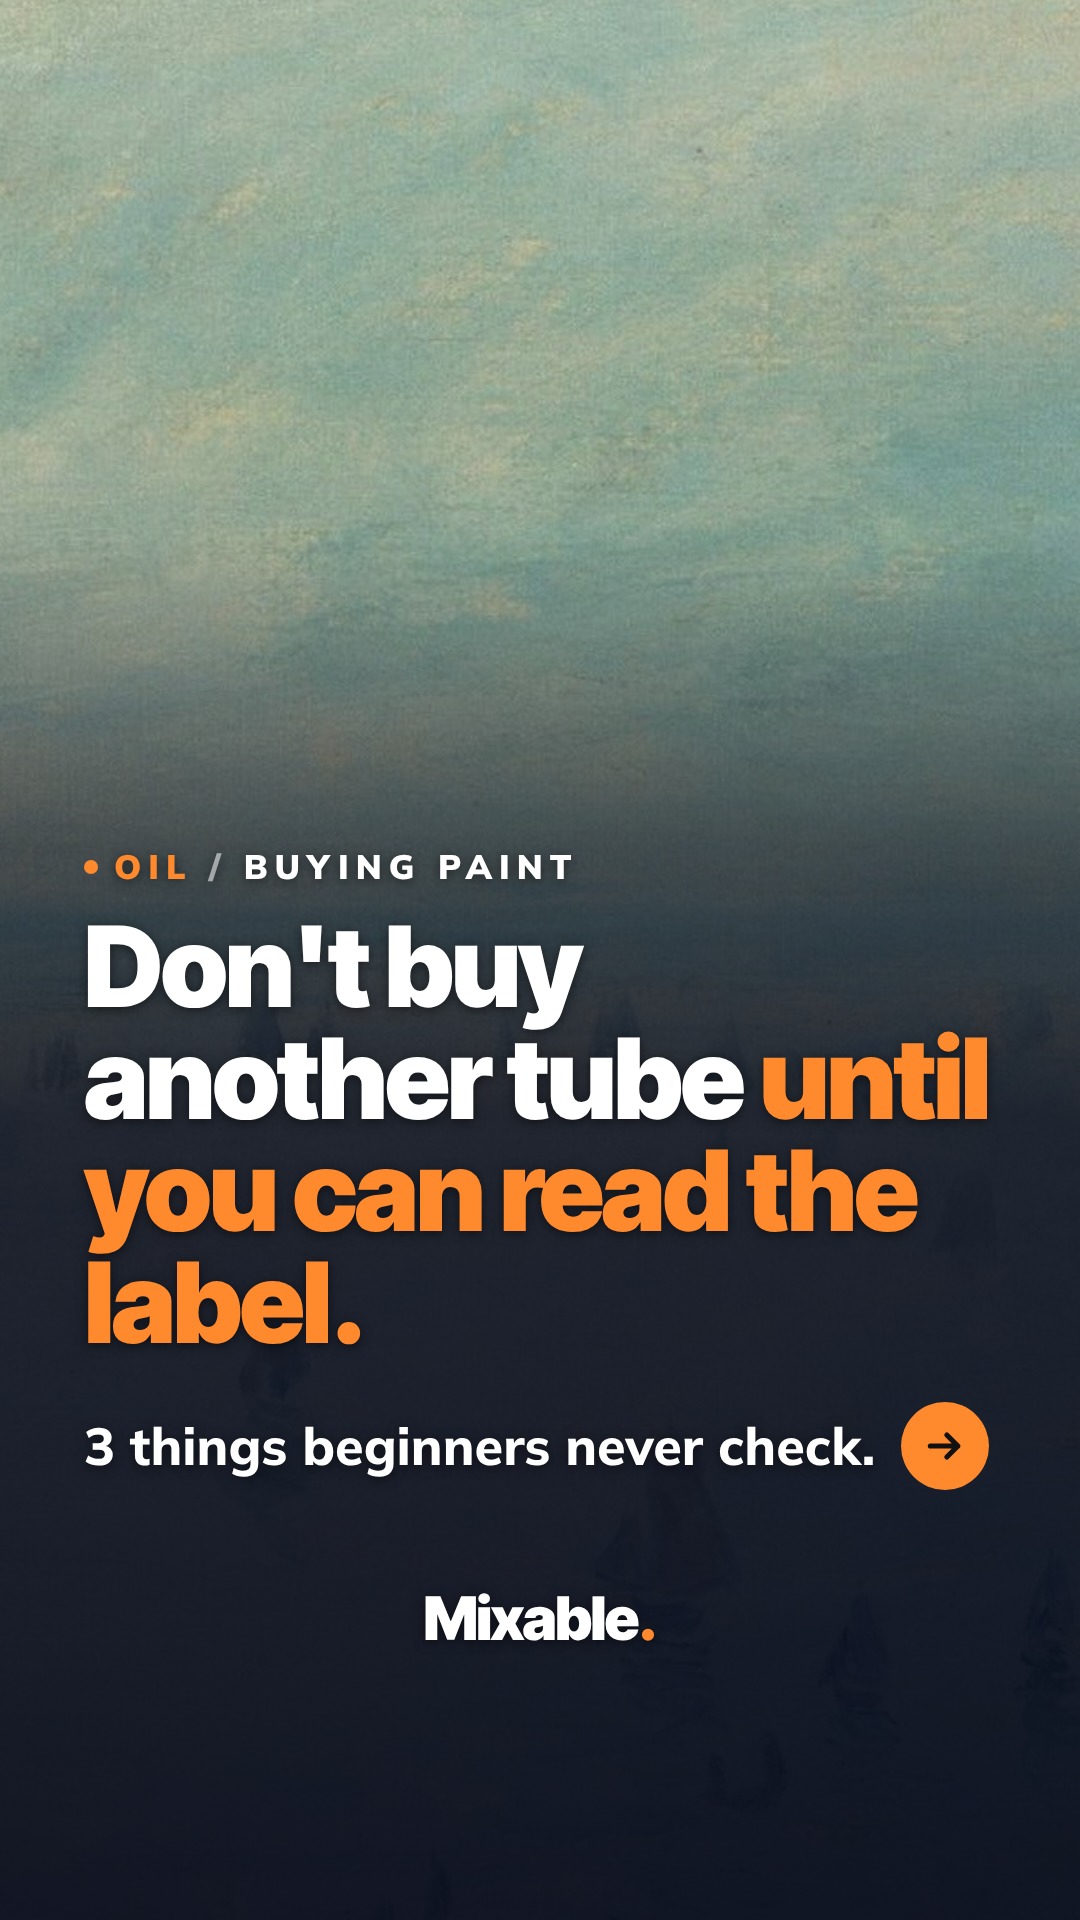 OIL / BUYING PAINT
Don't buy
another tube until
you can read the
label.
3 things beginners never check.
Mixable.